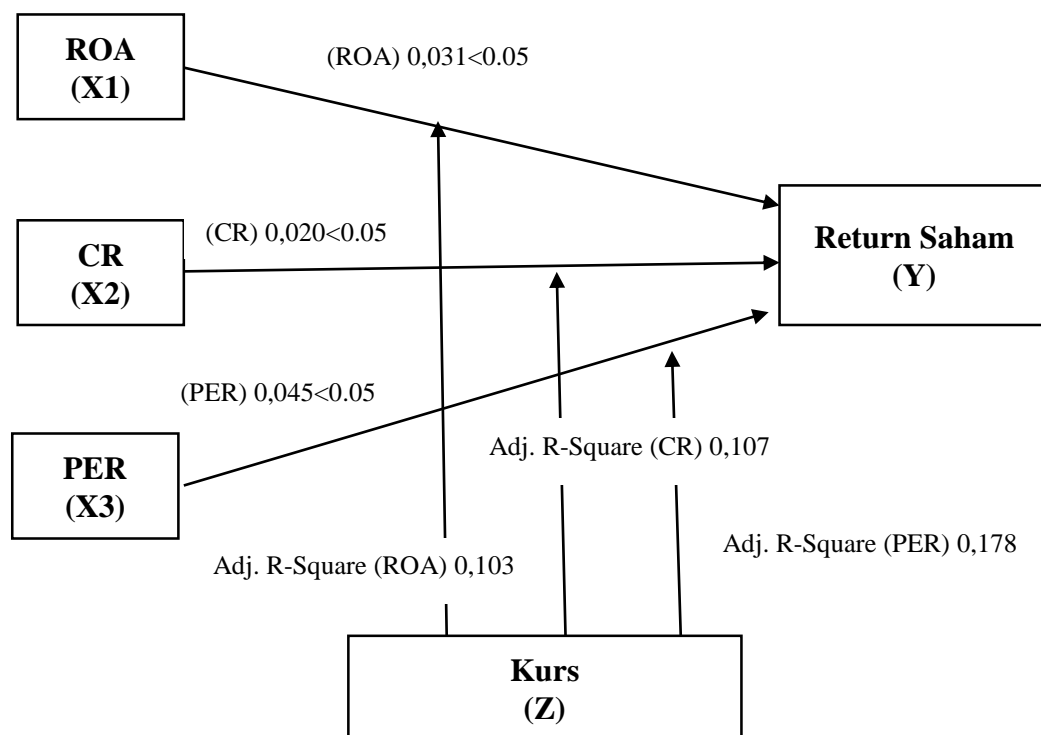 ROA
(X1)
(ROA) 0,031<0.05
CR
(X2)
(CR) 0,020<0.05
Return Saham
(Y)
PER
(X3)
(PER) 0,045<0.05
Adj. R-Square (CR) 0,107
Adj. R-Square (ROA) 0,103
Adj. R-Square (PER) 0,178
Kurs
(Z)